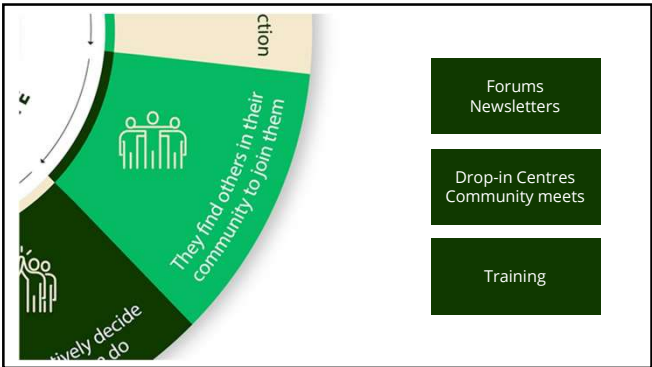 ction
They find others in their
community to join them
tively decide
do
Forums
Newsletters
Drop-in Centres
Community meets
Training